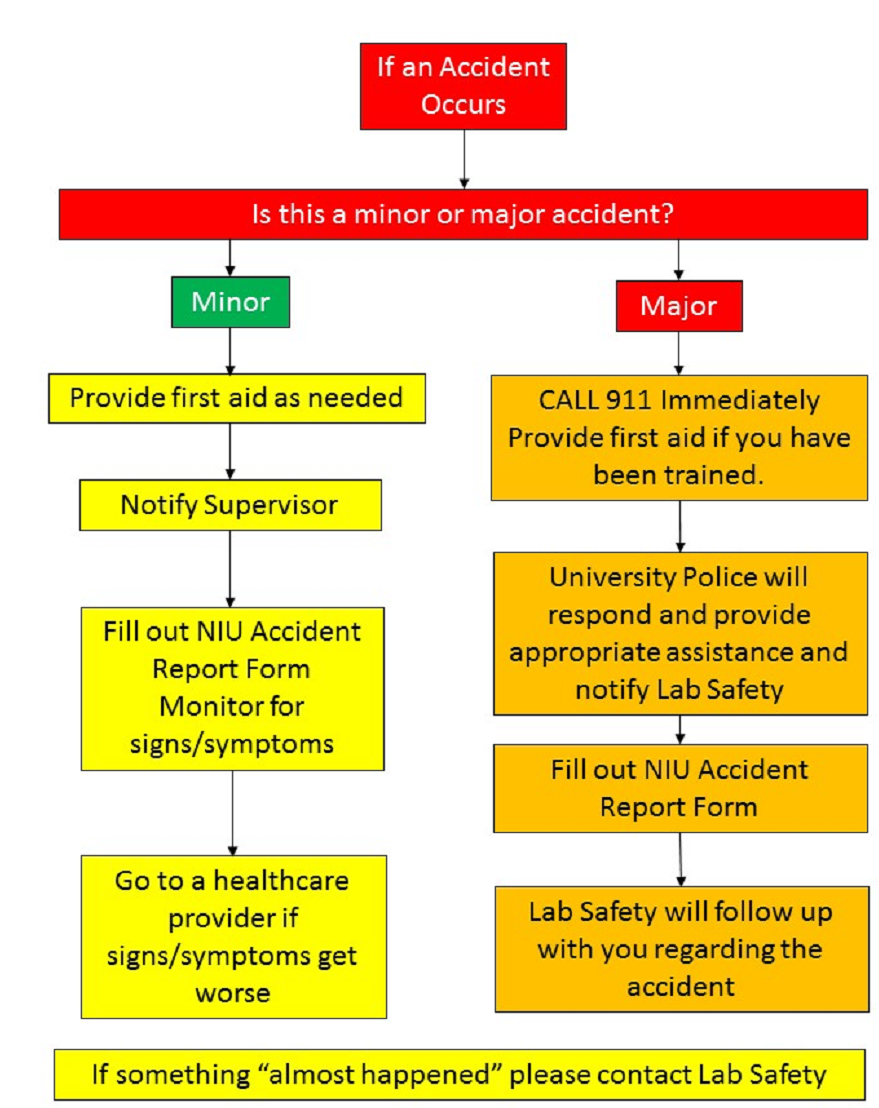 If an Accident
Occurs
Is this a minor or major accident?
Minor
Provide first aid as needed
Notify Supervisor
Fill out NIU Accident
Report Form
Monitor for
signs/symptoms
Go to a healthcare
provider if
signs/symptoms get
worse
Major
CALL 911 Immediately
Provide first aid if you have
been trained.
University Police will
respond and provide
appropriate assistance and
notify Lab Safety
Fill out NIU Accident
Report Form
Lab Safety will follow up
with you regarding the
accident
If something “almost happened” please contact Lab Safety